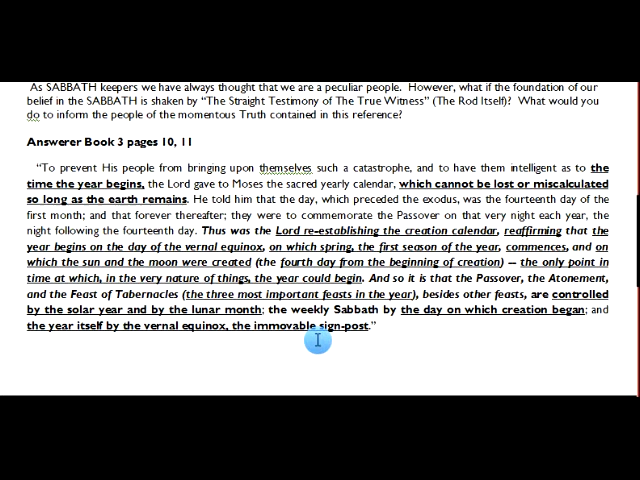 As SABBATH keepers we have always thought that we are a peculiar people.  However, what if the foundation of our
belief in the SABBATH is shaken by “The Straight Testimony of The True Witness” (The Rod Itself)?  What would you
do to inform the people of the momentous Truth contained in this reference?
Answerer Book 3 pages 10, 11
“To prevent His people from bringing upon themselves such a catastrophe, and to have them intelligent as to the
time the year begins, the Lord gave to Moses the sacred yearly calendar, which cannot be lost or miscalculated
so long as the earth remains. He told him that the day, which preceded the exodus, was the fourteenth day of the
first month; and that forever thereafter; they were to commemorate the Passover on that very night each year, the
night following the fourteenth day. Thus was the Lord re-establishing the creation calendar, reaffirming that the
year begins on the day of the vernal equinox, on which spring, the first season of the year, commences, and on
which the sun and the moon were created (the fourth day from the beginning of creation) – the only point in
time at which, in the very nature of things, the year could begin. And so it is that the Passover, the Atonement,
and the Feast of Tabernacles (the three most important feasts in the year), besides other feasts, are controlled
by the solar year and by the lunar month; the weekly Sabbath by the day on which creation began; and
the year itself by the vernal equinox, the immovable sign-post.”